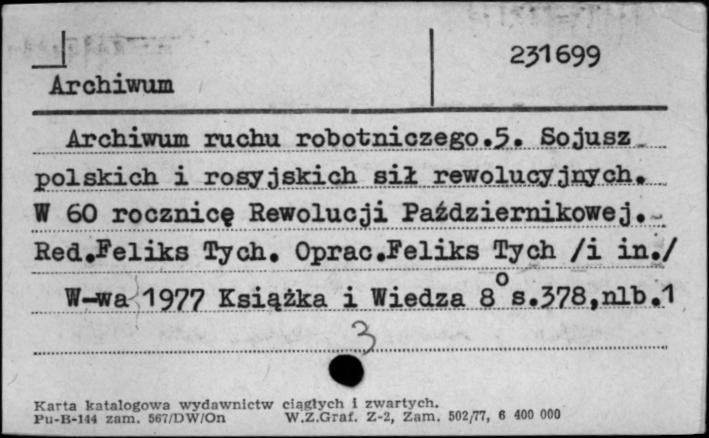 231699
Archiwum
Archiwum ruchu robotniczego.5. Sojusz
polskich i rosyjskich sił rewolucyjnych.
W 60 rocznicę Rewolucji Październikowej.-
Red.Feliks Tych. Oprac.Feliks Tych /i in./
W-wa 1977 Książka i Wiedza 8° s.378,nlb.1
3
Karta katalogowa wydawnictw ciągłych i zwartych.
Pu-B-144 zam. 567/DW/On W.Z.Graf. Z-2, Zam. 502/77, 6 400 000